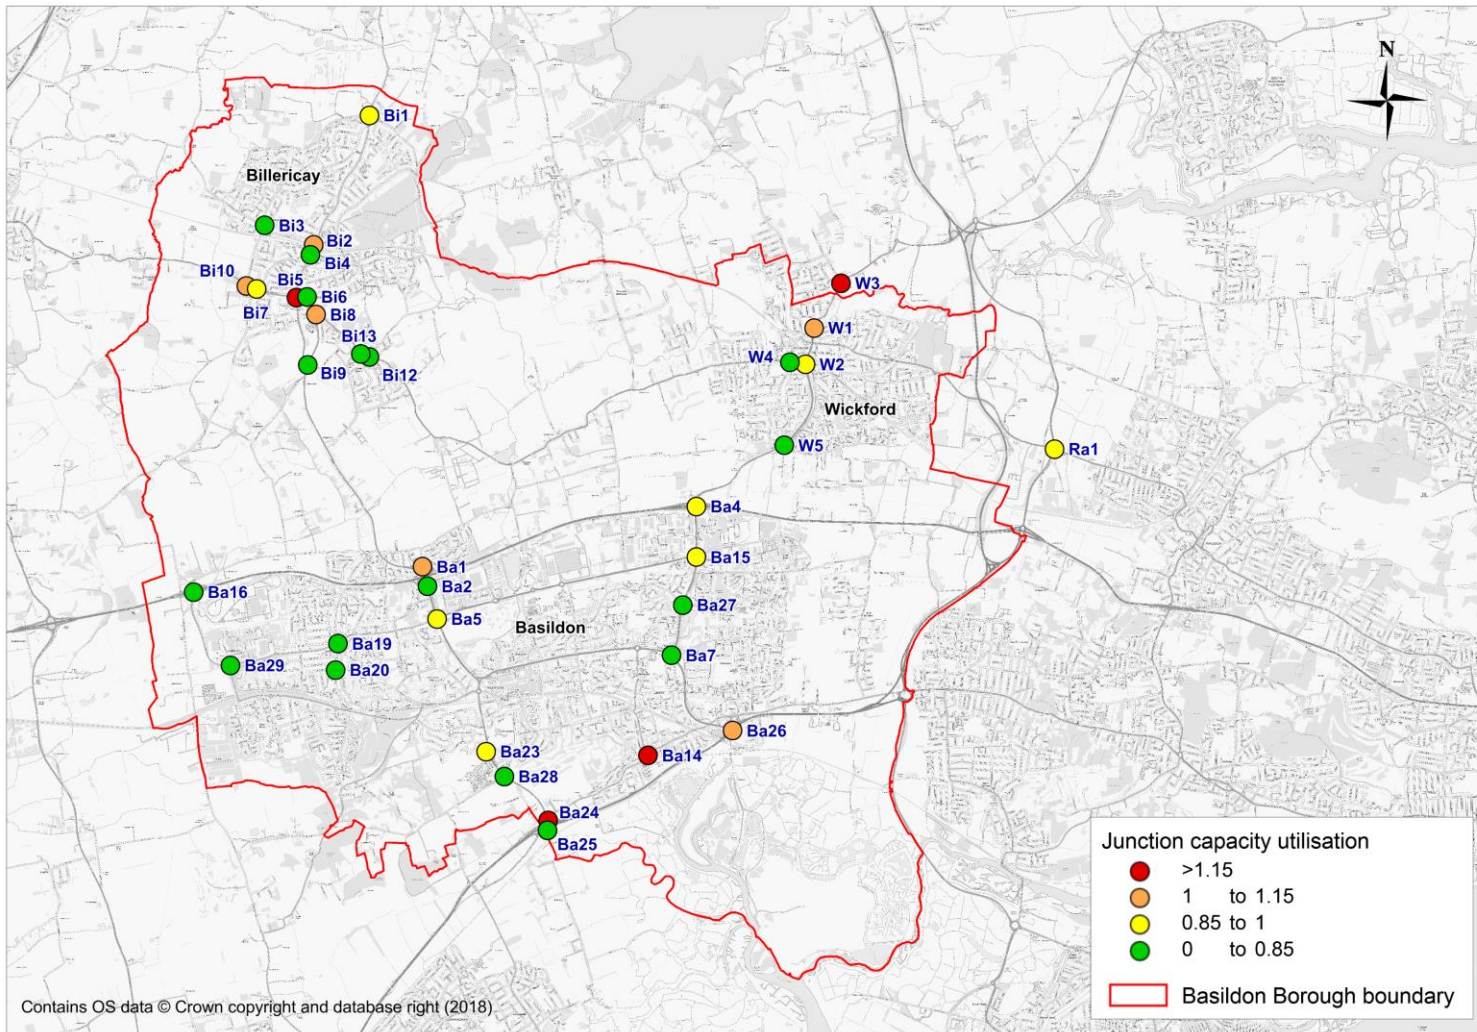 N
Bi1
Billericay
Bi3
Bi2
Bi4
Bi10
Bi5
Bi6
Bi7
Bi8
Bi13
Bi9
Bi12
W3
W1
W4
W2
Wickford
W5
Ra1
Ba4
Ba15
Ba1
Ba2
Ba16
Ba5
Ba27
Basildon
Ba19
Ba7
Ba29
Ba20
Ba26
Ba23
Ba14
Ba28
Ba24
Ba25
Junction capacity utilisation
>1.15
1 to 1.15
0.85 to 1
0 to 0.85
Basildon Borough boundary
Contains OS data © Crown copyright and database right (2018)